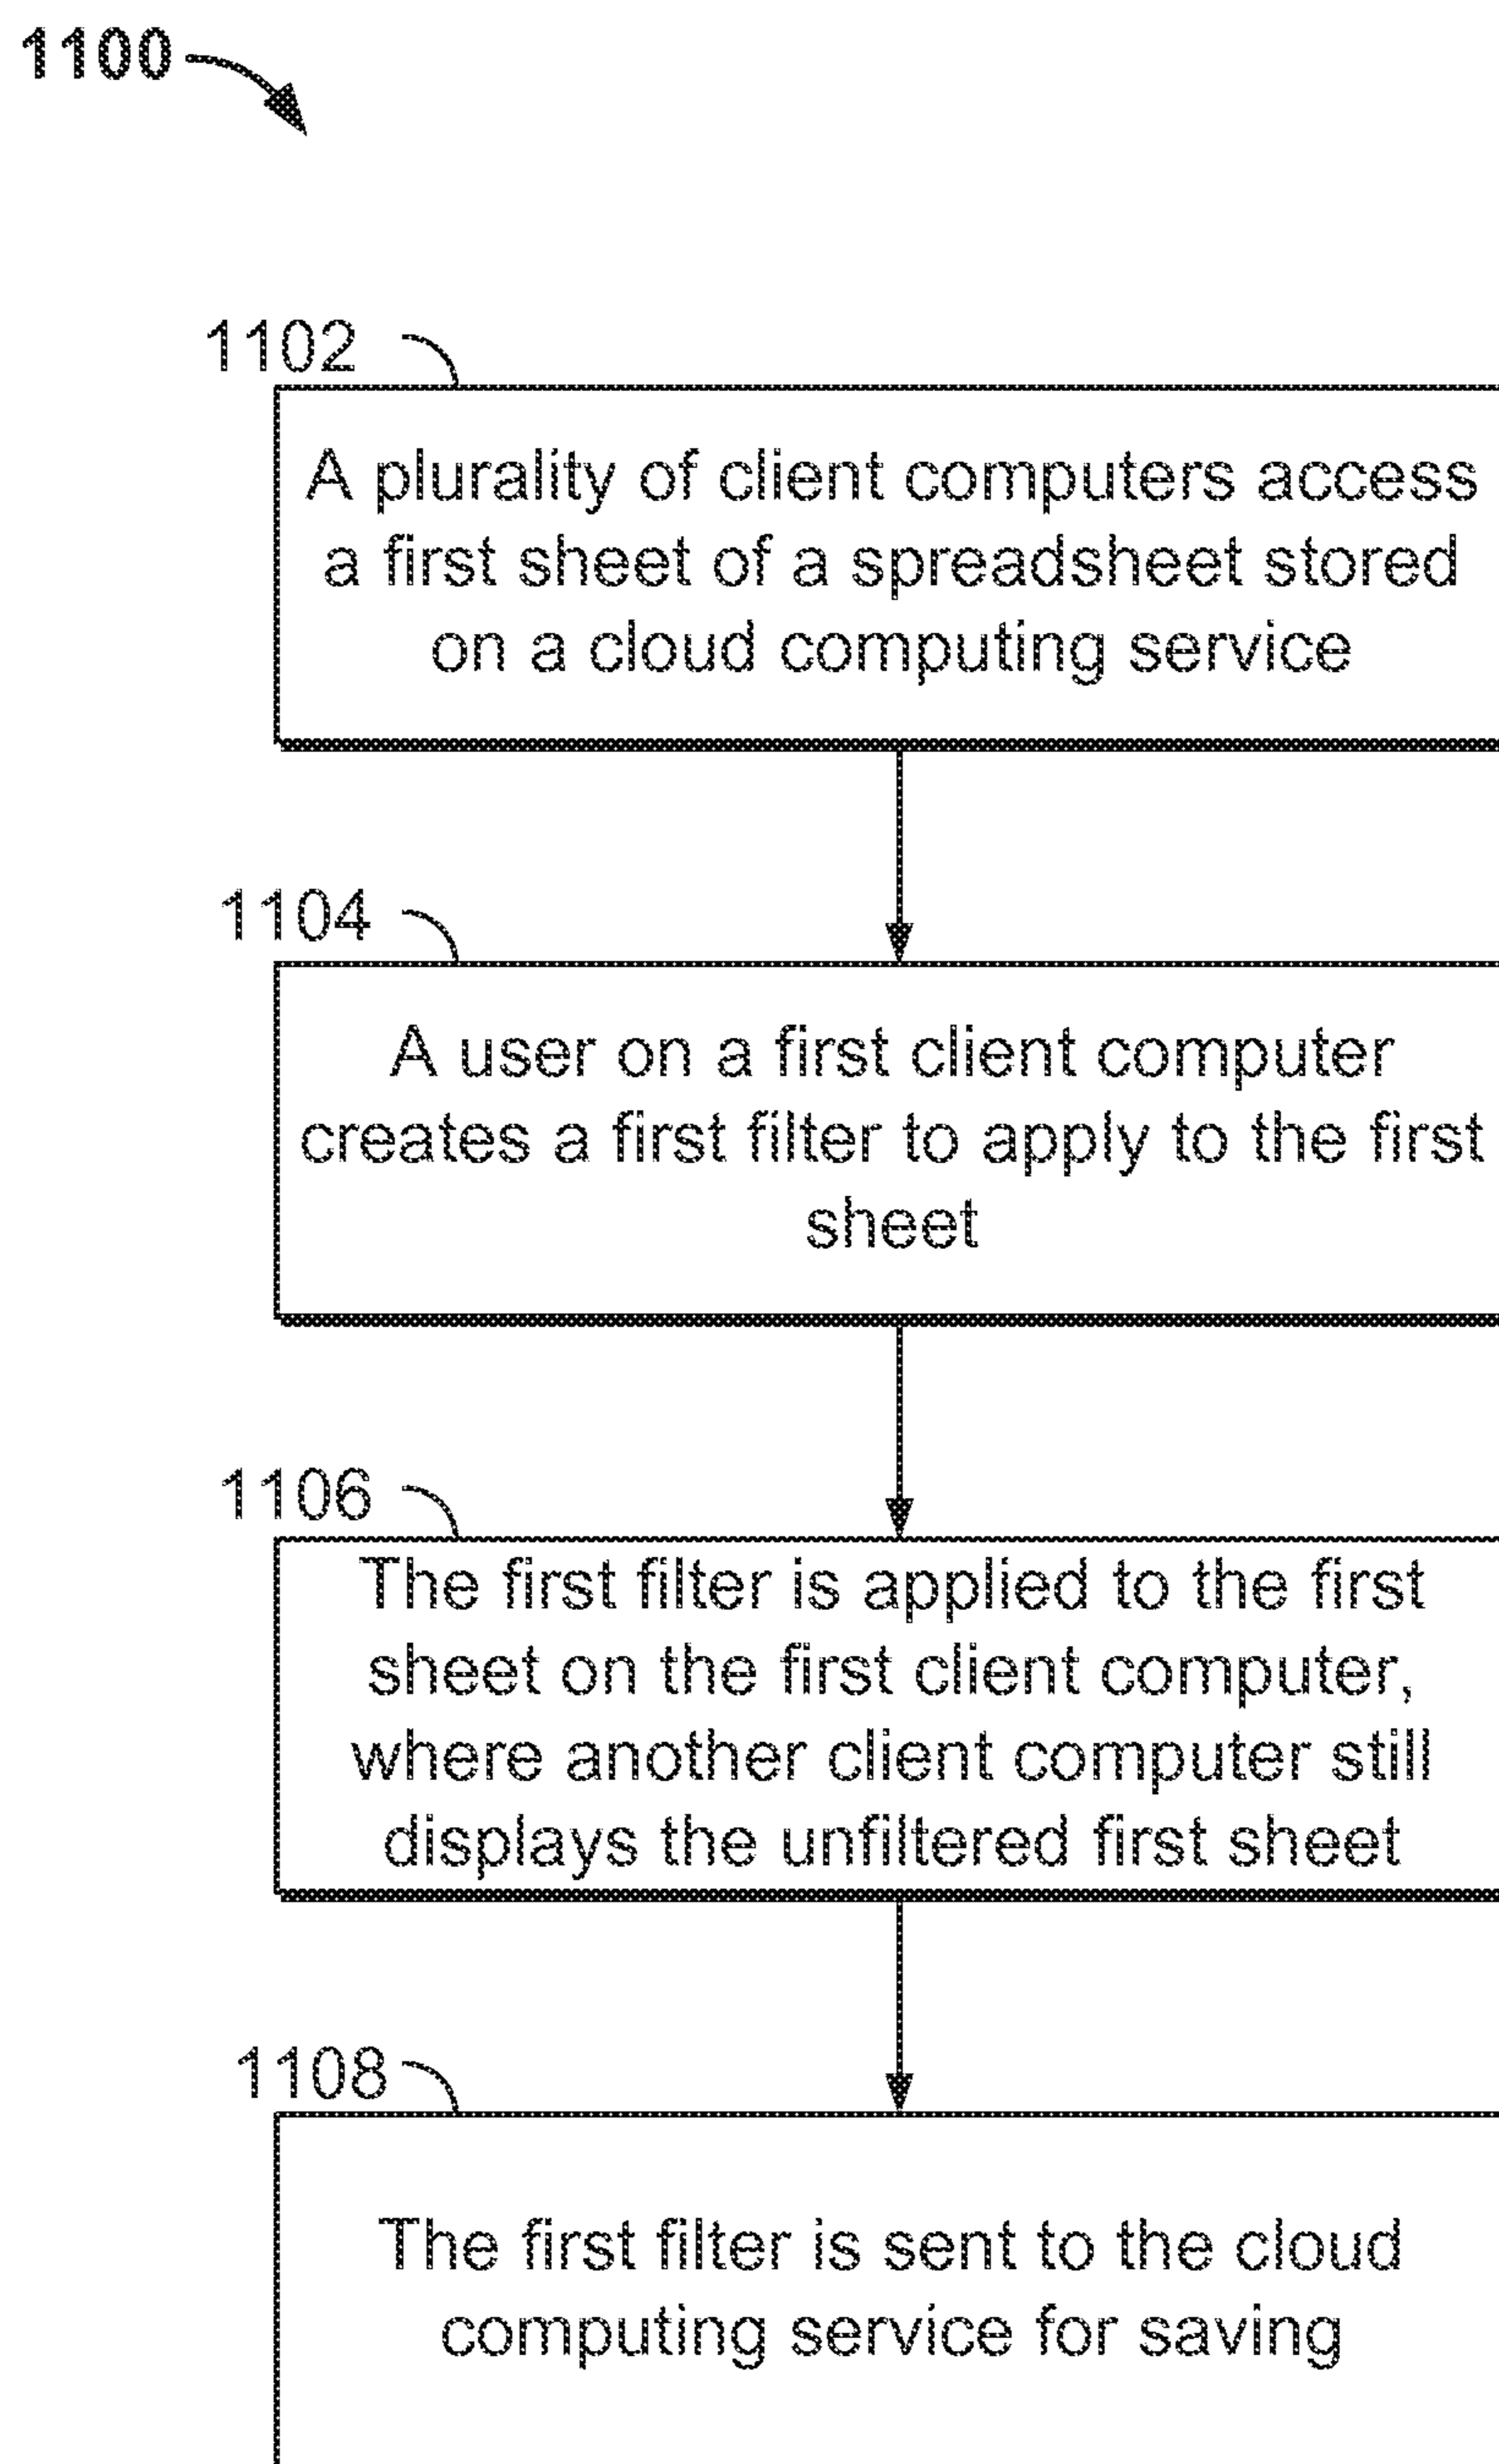 1100
1102
A plurality of client computers access
a first sheet of a spreadsheet stored
on a cloud computing service
1104
A user on a first client computer
creates a first filter to apply to the first
sheet
1106
The first filter is applied to the first
sheet on the first client computer,
where another client computer still
displays the unfiltered first sheet
1108
The first filter is sent to the cloud
computing service for saving